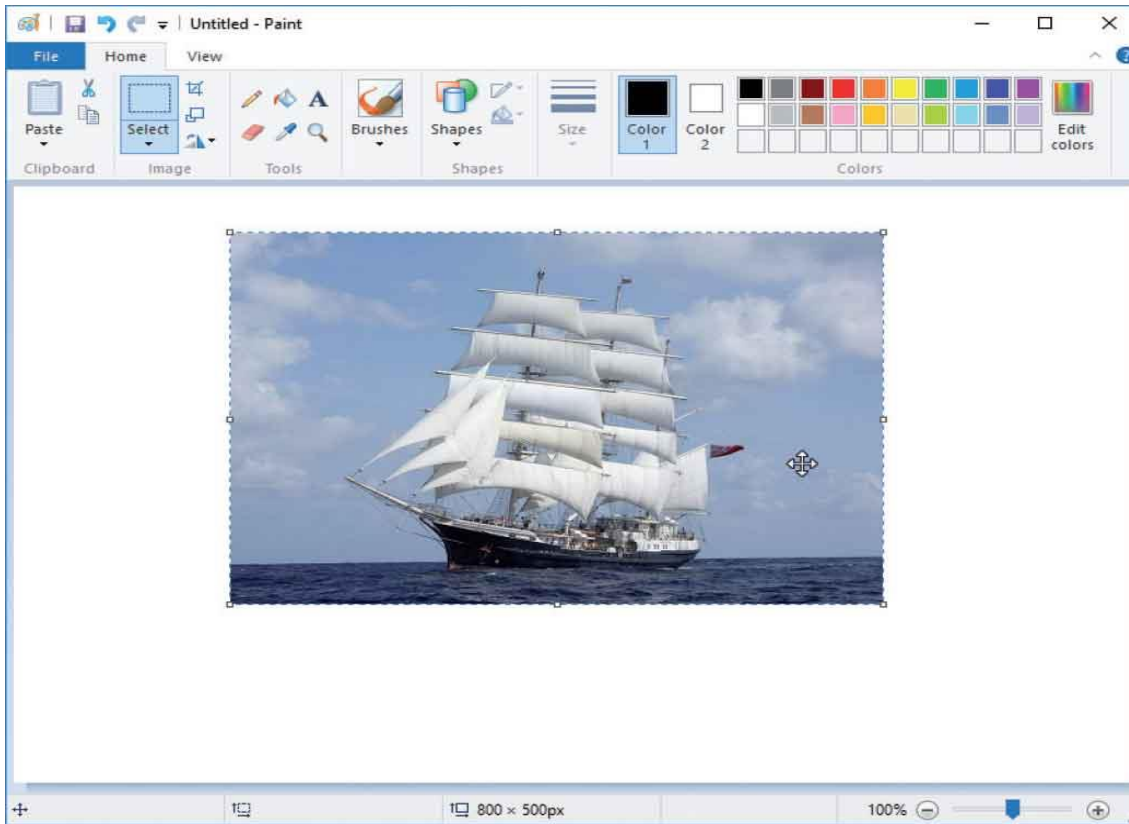 Untitled - Paint
File Home View
Paste
Select
A
Brushes
Shapes
Size
Color 1
Color 2
Edit colors
Clipboard Image Tools Shapes Colors
800 × 500px
100%